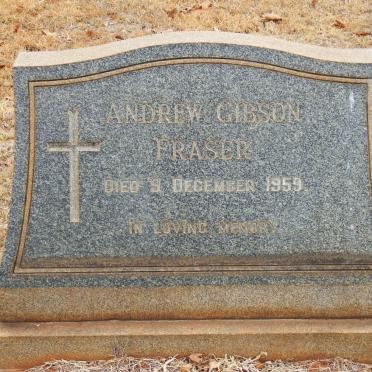 ANDREW GIBSON
FRASER
DIED 9 DECEMBER 1959
IN LOVING MEMORY